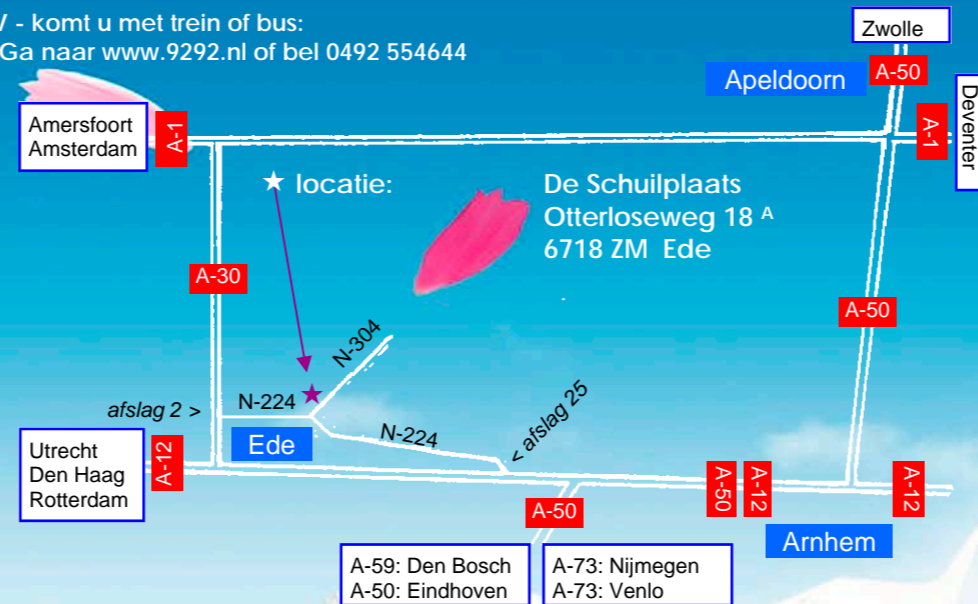 V - komt u met trein of bus:
Ga naar www.9292.nl of bel 0492 554644
Zwolle
Apeldoorn
A-50
Amersfoort
Amsterdam
A-1
A-1
Deventer
locatie:
De Schuilplaats
Otterloseweg 18 A
6718 ZM Ede
A-30
A-50
N-304
N-224
afslag 2 >
Ede
N-224
< afslag 25
Utrecht
Den Haag
Rotterdam
A-12
A-50
A-50
A-12
A-12
Arnhem
A-59: Den Bosch
A-50: Eindhoven
A-73: Nijmegen
A-73: Venlo